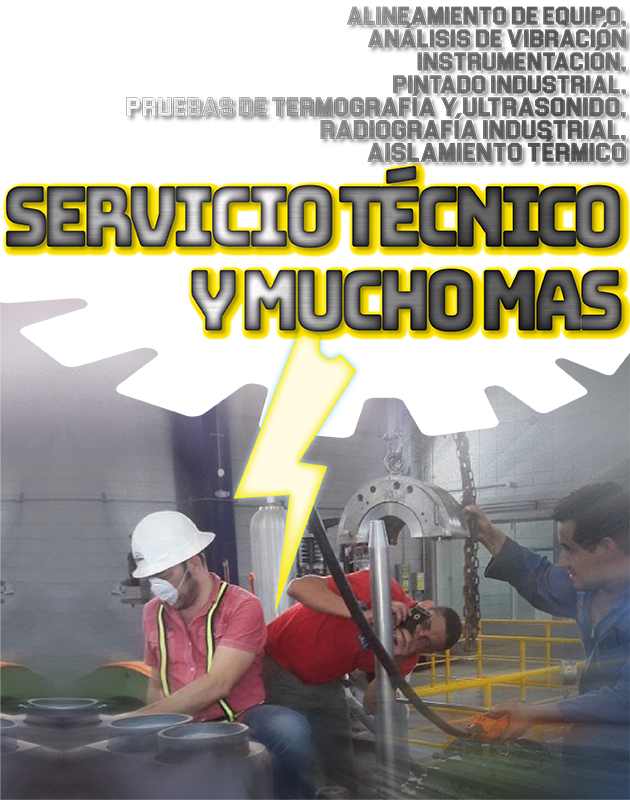 ALINEAMIENTO DE EQUIPO,
ANÁLISIS DE VIBRACIÓN
INSTRUMENTACIÓN,
PINTADO INDUSTRIAL,
PRUEBAS DE TERMOGRAFÍA Y ULTRASONIDO,
RADIOGRAFÍA INDUSTRIAL,
AISLAMIENTO TÉRMICO
SERVICIO TÉCNICO
Y MUCHO MAS